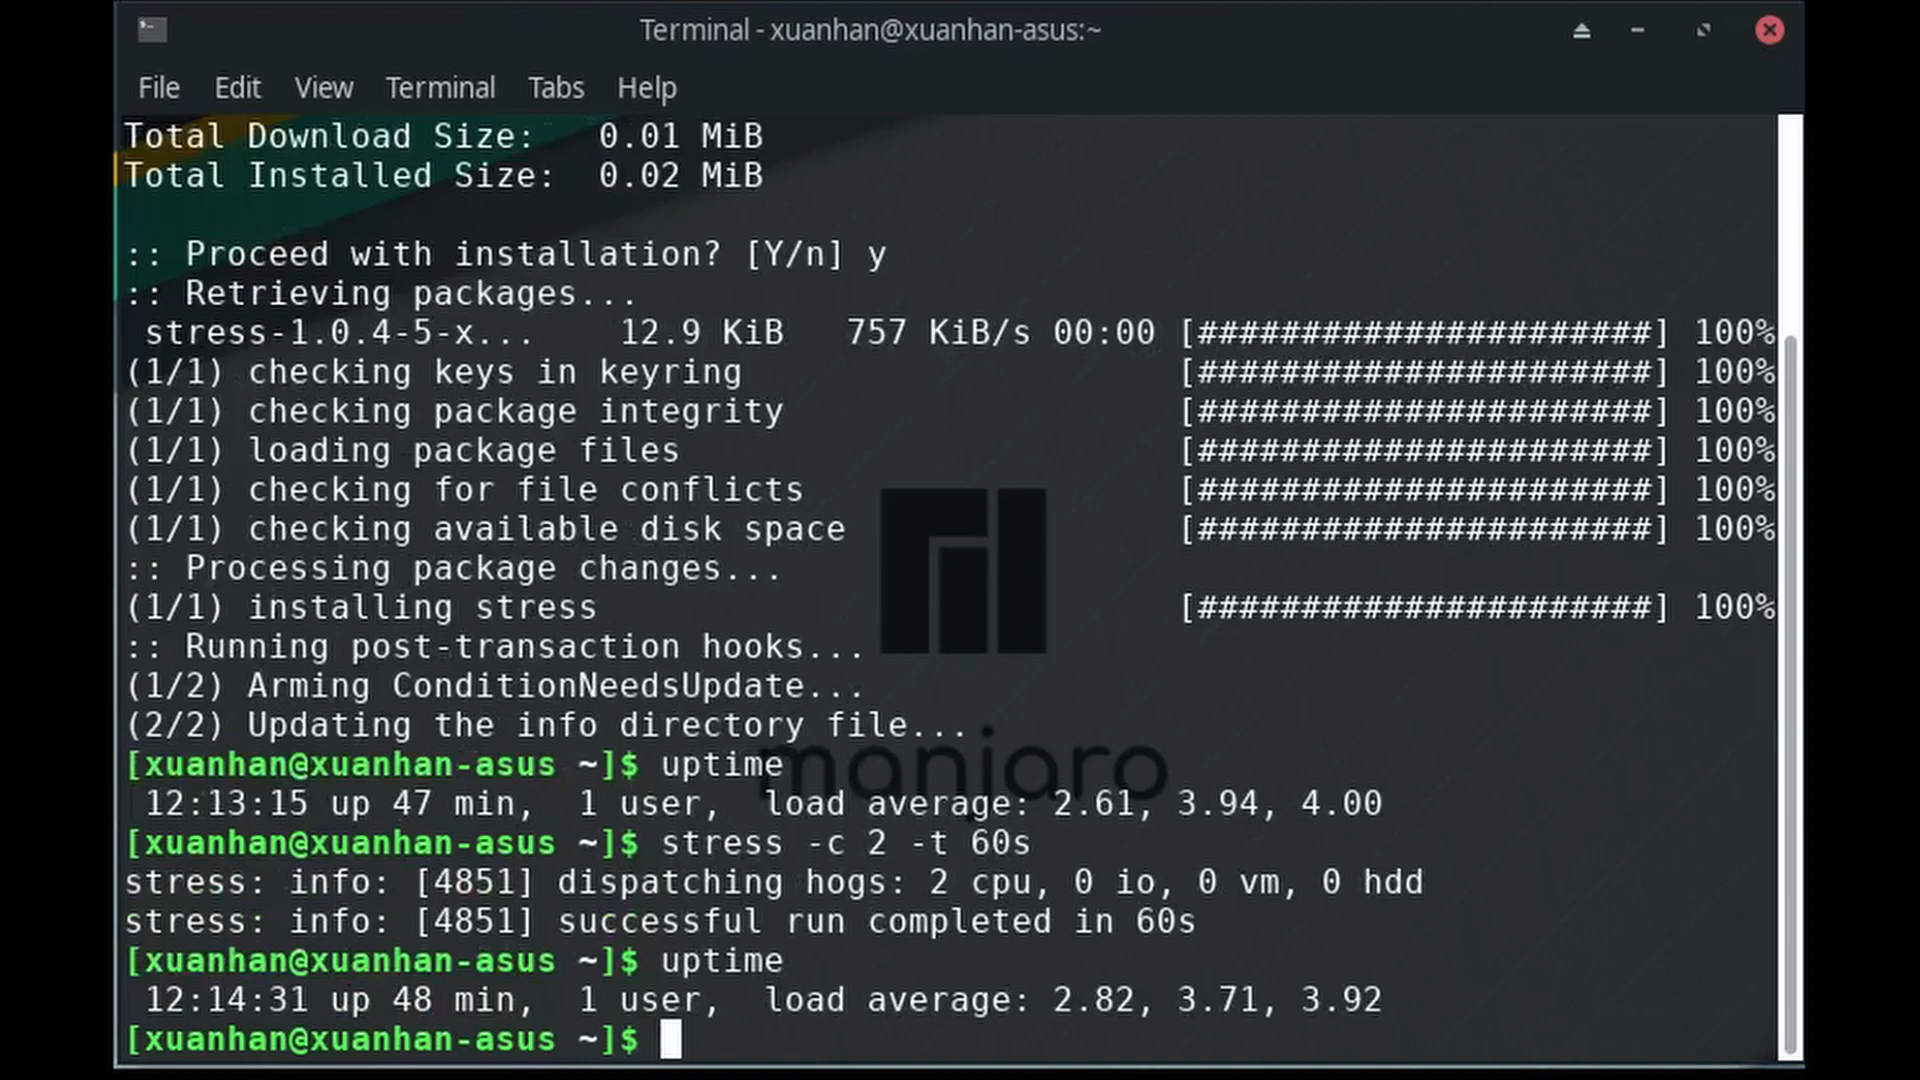 Terminal - xuanhan@xuanhan-asus:~
File Edit View Terminal Tabs Help
Total Download Size:   0.01 MiB
Total Installed Size:  0.02 MiB
:: Proceed with installation? [Y/n] y
:: Retrieving packages...
stress-1.0.4-5-x...    12.9 KiB   757 KiB/s 00:00 [######################] 100%
(1/1) checking keys in keyring [######################] 100%
(1/1) checking package integrity [######################] 100%
(1/1) loading package files [######################] 100%
(1/1) checking for file conflicts [######################] 100%
(1/1) checking available disk space [######################] 100%
:: Processing package changes...
(1/1) installing stress [######################] 100%
:: Running post-transaction hooks...
(1/2) Arming ConditionNeedsUpdate...
(2/2) Updating the info directory file...
[xuanhan@xuanhan-asus ~]$ uptime
12:13:15 up 47 min,  1 user,  load average: 2.61, 3.94, 4.00
[xuanhan@xuanhan-asus ~]$ stress -c 2 -t 60s
stress: info: [4851] dispatching hogs: 2 cpu, 0 io, 0 vm, 0 hdd
stress: info: [4851] successful run completed in 60s
[xuanhan@xuanhan-asus ~]$ uptime
12:14:31 up 48 min,  1 user,  load average: 2.82, 3.71, 3.92
[xuanhan@xuanhan-asus ~]$
manjaro